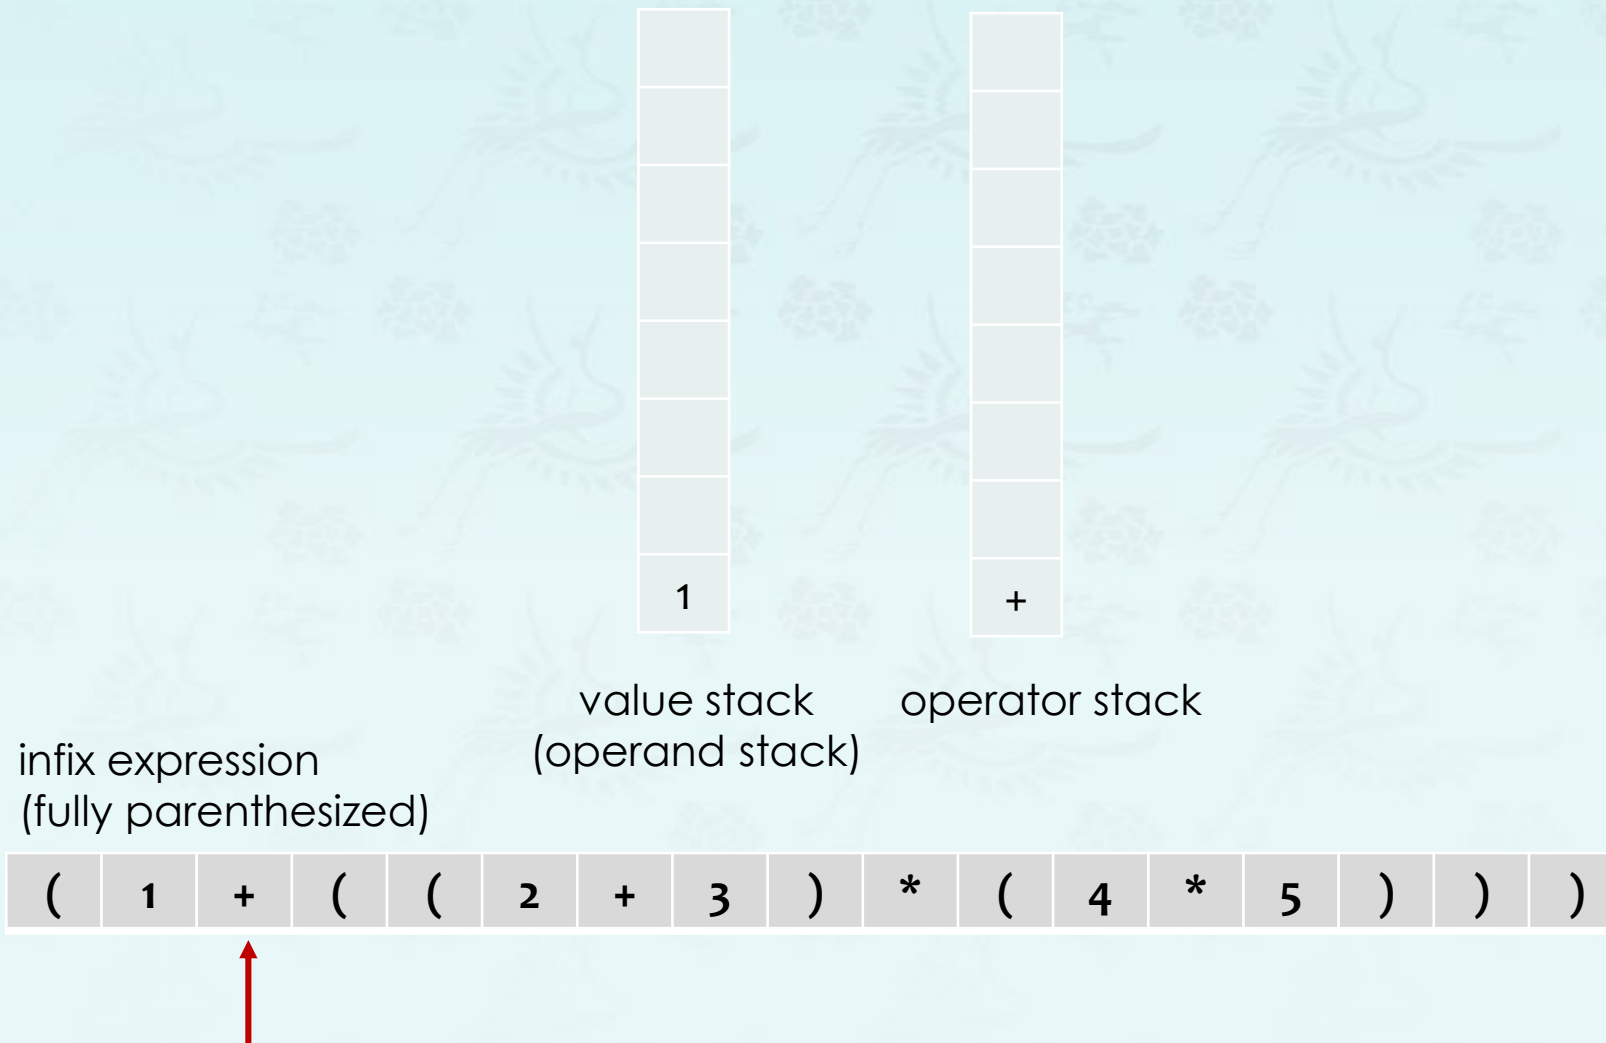 1 +
value stack operator stack
(operand stack)
infix expression
(fully parenthesized)
( 1 + ( ( 2 + 3 ) * ( 4 * 5 ) ) )